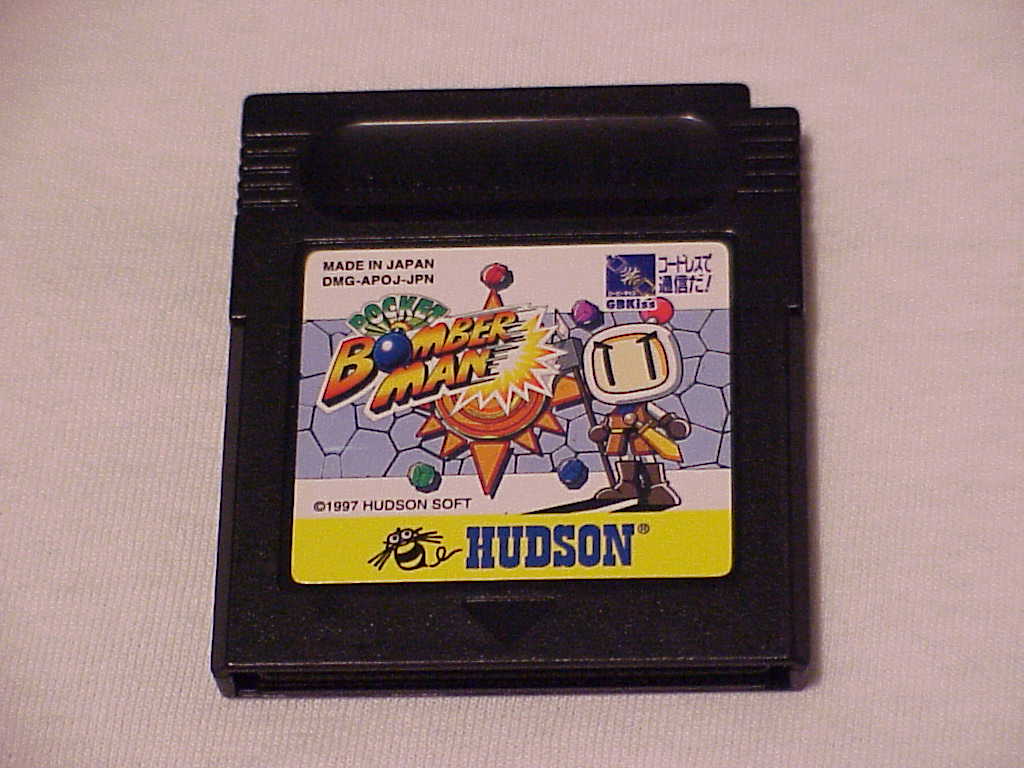 MADE IN JAPAN
DMG-APOJ-JPN
コードレスで
通信だ!
GBKiss
POCKET
BOMBER
MAN
©1997 HUDSON SOFT
HUDSON®